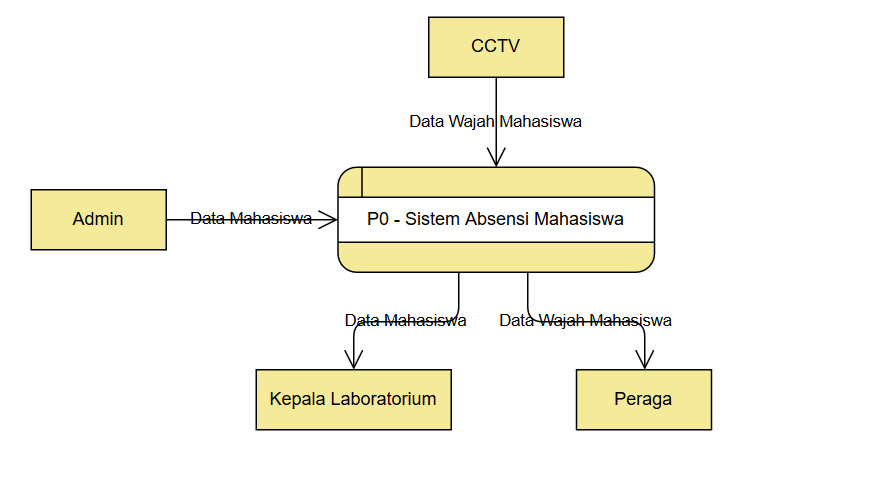 CCTV
Data Wajah Mahasiswa
Admin
Data Mahasiswa
P0 - Sistem Absensi Mahasiswa
Data Mahasiswa
Data Wajah Mahasiswa
Kepala Laboratorium
Peraga